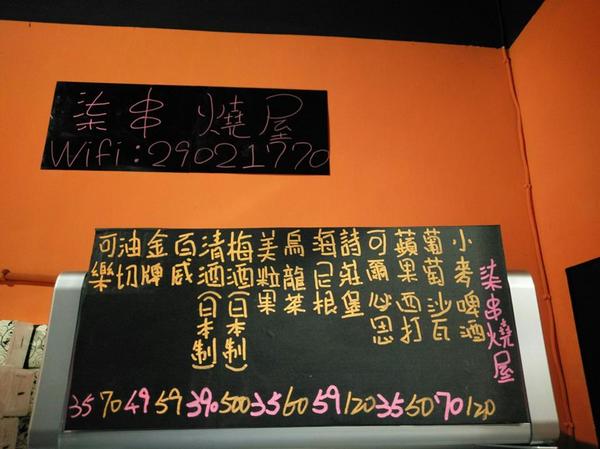 柒串燒屋
Wifi:29021770
柒串燒屋
小麥啤酒
葡萄沙瓦
蘋果西打
可爾必思
詩莊堡
海尼根
烏龍茶
美粒果
梅酒(日本制)
清酒(日本制)
百威
金牌
油切
可樂
35 70 49 59 390 500 35 60 59 120 35 50 70 120